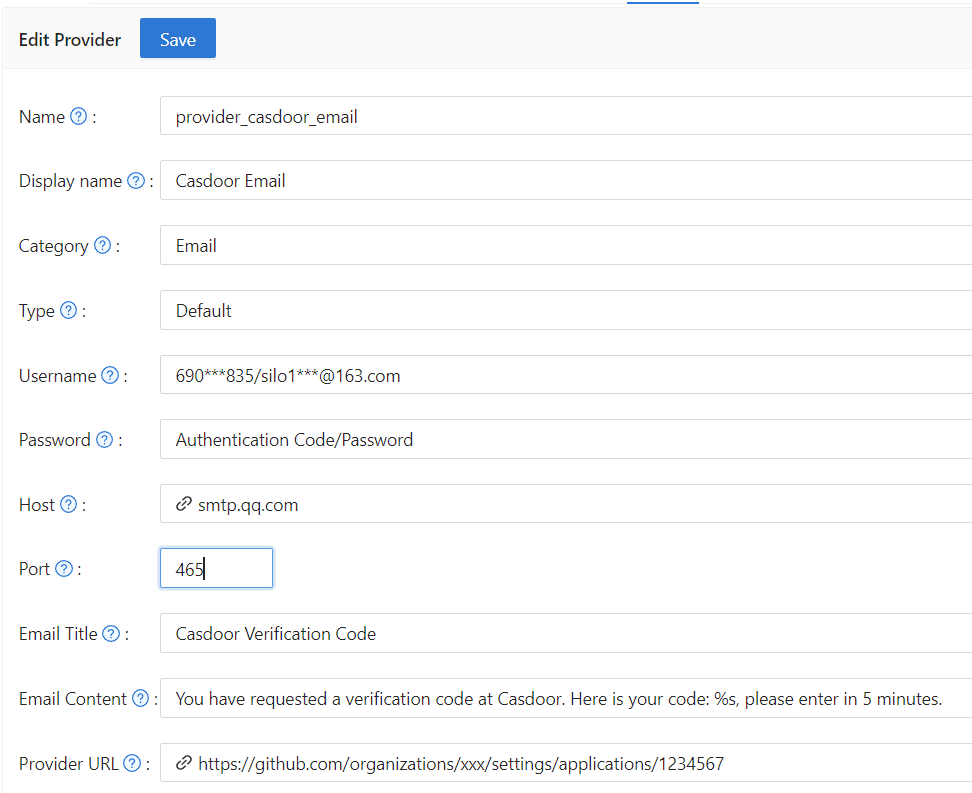 Edit Provider Save
Name ? : provider_casdoor_email
Display name ? : Casdoor Email
Category ? : Email
Type ? : Default
Username ? : 690***835/silo1***@163.com
Password ? : Authentication Code/Password
Host ? : smtp.qq.com
Port ? : 465
Email Title ? : Casdoor Verification Code
Email Content ? : You have requested a verification code at Casdoor. Here is your code: %s, please enter in 5 minutes.
Provider URL ? : https://github.com/organizations/xxx/settings/applications/1234567